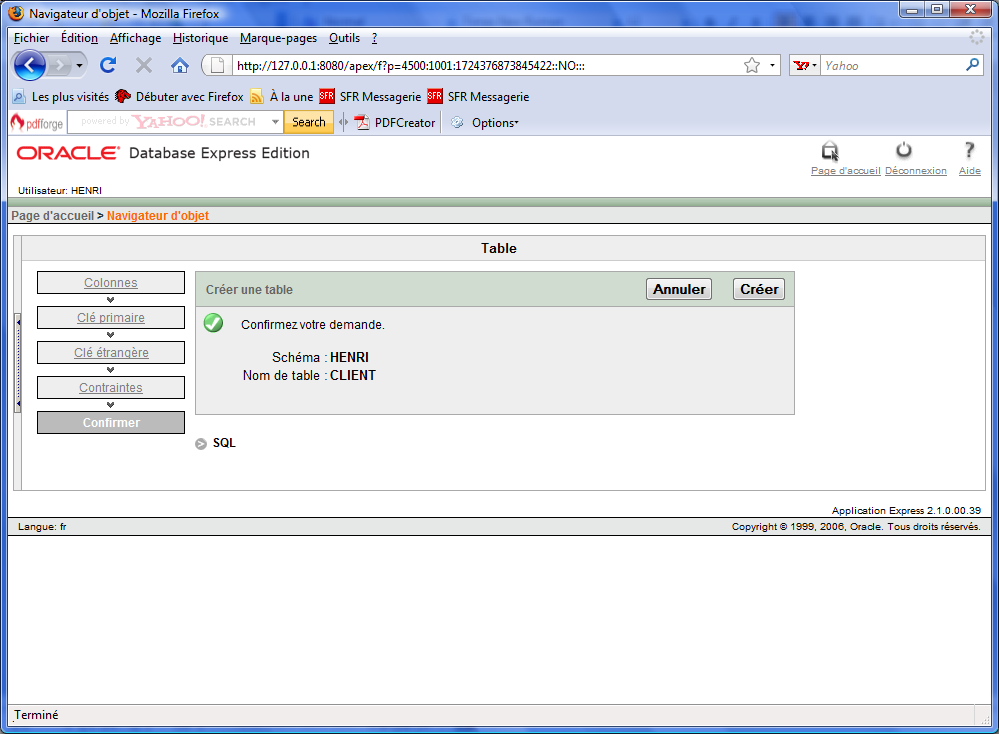 Navigateur d'objet - Mozilla Firefox
Fichier Édition Affichage Historique Marque-pages Outils ?
http://127.0.0.1:8080/apex/f?p=4500:1001:1724376873845422::NO::: Yahoo
Les plus visités Débuter avec Firefox À la une SFR SFR Messagerie SFR SFR Messagerie
pdfforge powered by YAHOO! SEARCH Search PDFCreator Options
ORACLE Database Express Edition
Page d'accueil Déconnexion Aide
Utilisateur: HENRI
Page d'accueil > Navigateur d'objet
Table
Colonnes
Clé primaire
Clé étrangère
Contraintes
Confirmer
Créer une table Annuler Créer
Confirmez votre demande.
Schéma : HENRI
Nom de table : CLIENT
SQL
Application Express 2.1.0.00.39
Langue: fr Copyright © 1999, 2006, Oracle. Tous droits réservés.
Terminé